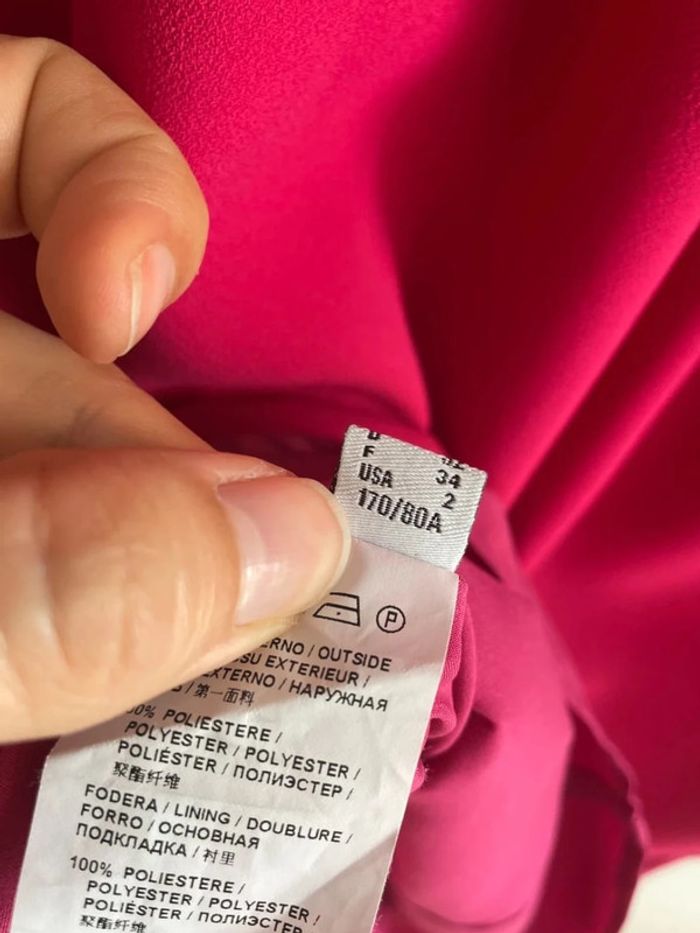 F 34
USA 2
170/80A
P
ERNO / OUTSIDE
SU EXTERIEUR /
EXTERNO / НАРУЖНАЯ
/ 第一面料
0% POLIESTERE /
POLYESTER / POLYESTER /
POLIÉSTER / ПОЛИЭСТЕР /
聚酯纤维
FODERA / LINING / DOUBLURE /
FORRO / ОСНОВНАЯ
ПОДКЛАДКА / 衬里
100% POLIESTERE /
POLYESTER / POLYESTER /
POLIÉSTER / ПОЛИЭСТЕР /
聚酯纤维